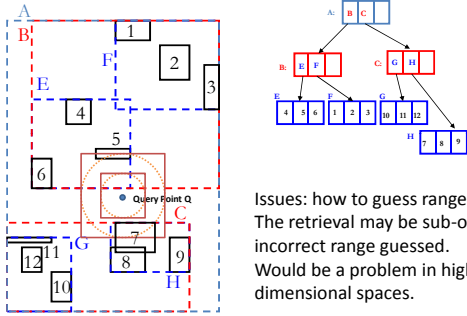 A
B
F
1
2
3
E
4
5
6
Query Point Q
C
G
11
12
10
7
8
9
H
A:
B C
B:
E F
C:
G H
E
4 5 6
F
1 2 3
G
10 11 12
H
7 8 9
Issues: how to guess range
The retrieval may be sub-o
incorrect range guessed.
Would be a problem in high
dimensional spaces.